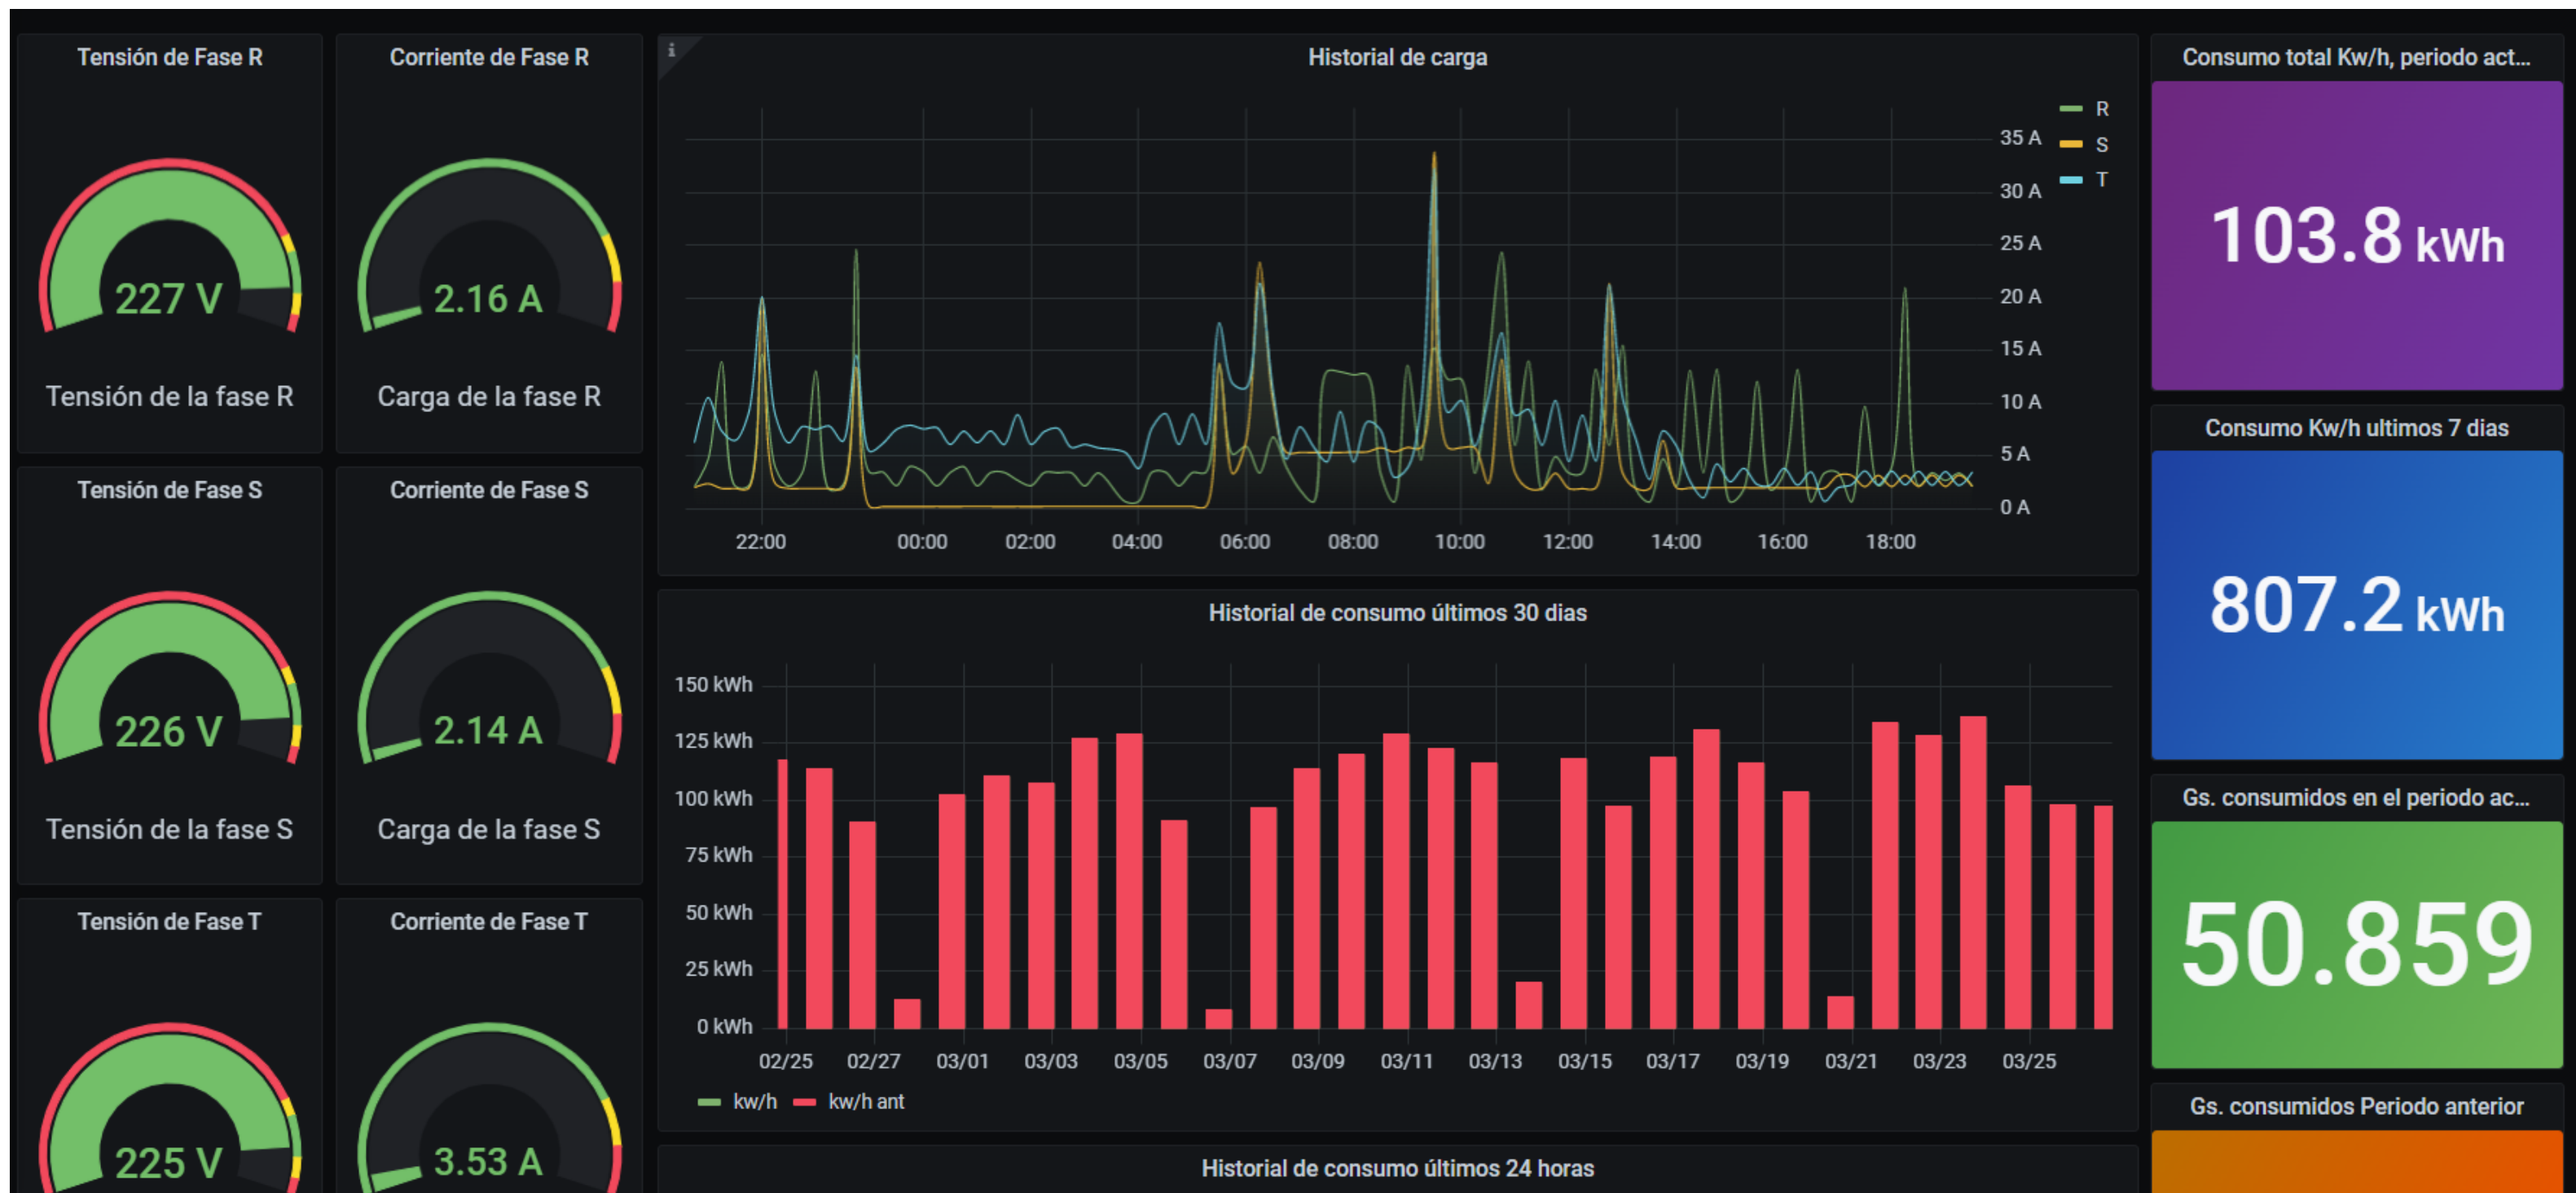 Tensión de Fase R
227 V
Tensión de la fase R
Corriente de Fase R
2.16 A
Carga de la fase R
Tensión de Fase S
226 V
Tensión de la fase S
Corriente de Fase S
2.14 A
Carga de la fase S
Tensión de Fase T
225 V
Corriente de Fase T
3.53 A
i
Historial de carga
R
S
T
35 A
30 A
25 A
20 A
15 A
10 A
5 A
0 A
22:00 00:00 02:00 04:00 06:00 08:00 10:00 12:00 14:00 16:00 18:00
Historial de consumo últimos 30 dias
150 kWh
125 kWh
100 kWh
75 kWh
50 kWh
25 kWh
0 kWh
02/25 02/27 03/01 03/03 03/05 03/07 03/09 03/11 03/13 03/15 03/17 03/19 03/21 03/23 03/25
kw/h kw/h ant
Historial de consumo últimos 24 horas
Consumo total Kw/h, periodo act...
103.8 kWh
Consumo Kw/h ultimos 7 dias
807.2 kWh
Gs. consumidos en el periodo ac...
50.859
Gs. consumidos Periodo anterior